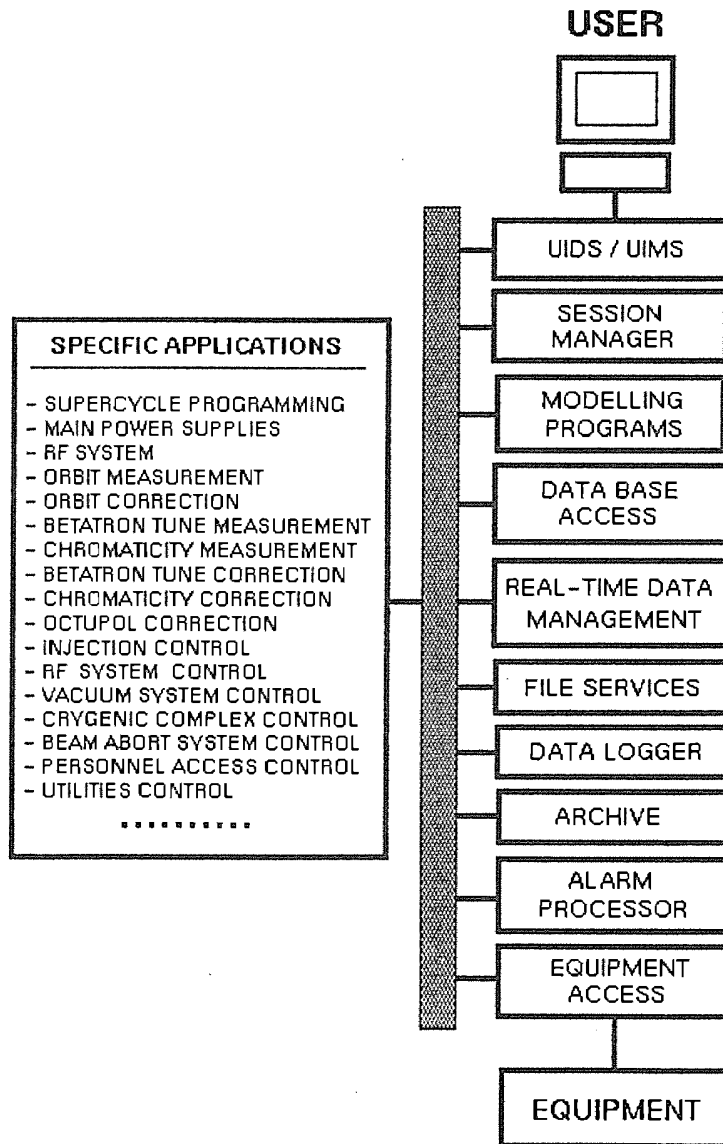 USER
UIDS / UIMS
SESSION
MANAGER
MODELLING
PROGRAMS
DATA BASE
ACCESS
REAL-TIME DATA
MANAGEMENT
FILE SERVICES
DATA LOGGER
ARCHIVE
ALARM
PROCESSOR
EQUIPMENT
ACCESS
EQUIPMENT
SPECIFIC APPLICATIONS
- SUPERCYCLE PROGRAMMING
- MAIN POWER SUPPLIES
- RF SYSTEM
- ORBIT MEASUREMENT
- ORBIT CORRECTION
- BETATRON TUNE MEASUREMENT
- CHROMATICITY MEASUREMENT
- BETATRON TUNE CORRECTION
- CHROMATICITY CORRECTION
- OCTUPOL CORRECTION
- INJECTION CONTROL
- RF SYSTEM CONTROL
- VACUUM SYSTEM CONTROL
- CRYGENIC COMPLEX CONTROL
- BEAM ABORT SYSTEM CONTROL
- PERSONNEL ACCESS CONTROL
- UTILITIES CONTROL
..........